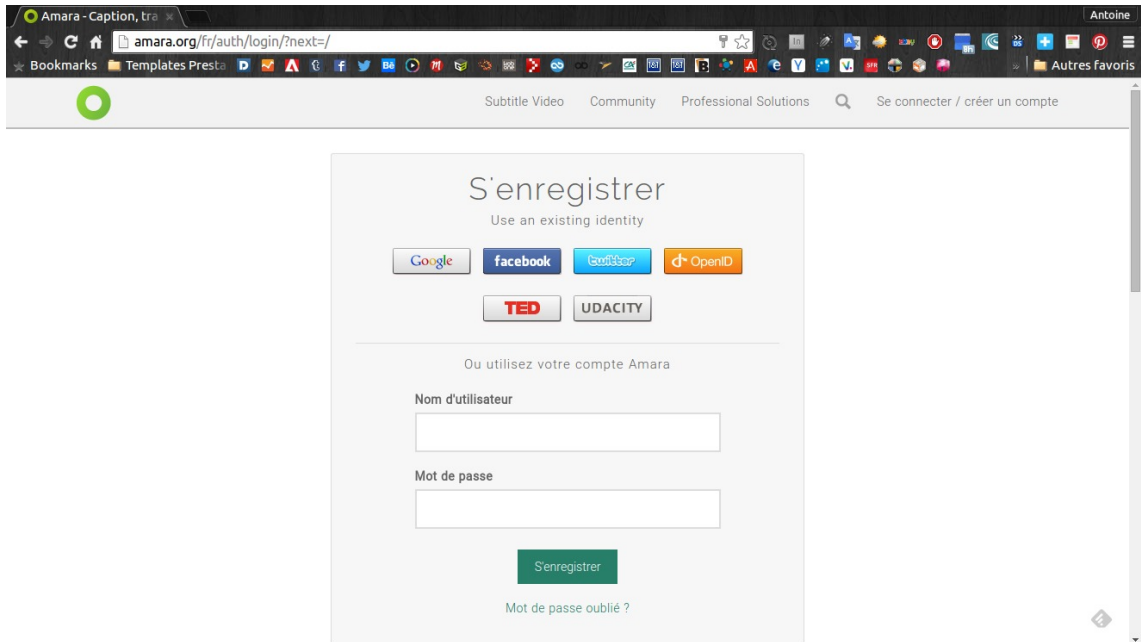 Amara - Caption, tra
Antoine
amara.org/fr/auth/login/?next=/
Bookmarks Templates Presta Autres favoris
Subtitle Video Community Professional Solutions Se connecter / créer un compte
S'enregistrer
Use an existing identity
Google facebook twitter OpenID
TED UDACITY
Ou utilisez votre compte Amara
Nom d'utilisateur
Mot de passe
S'enregistrer
Mot de passe oublié ?